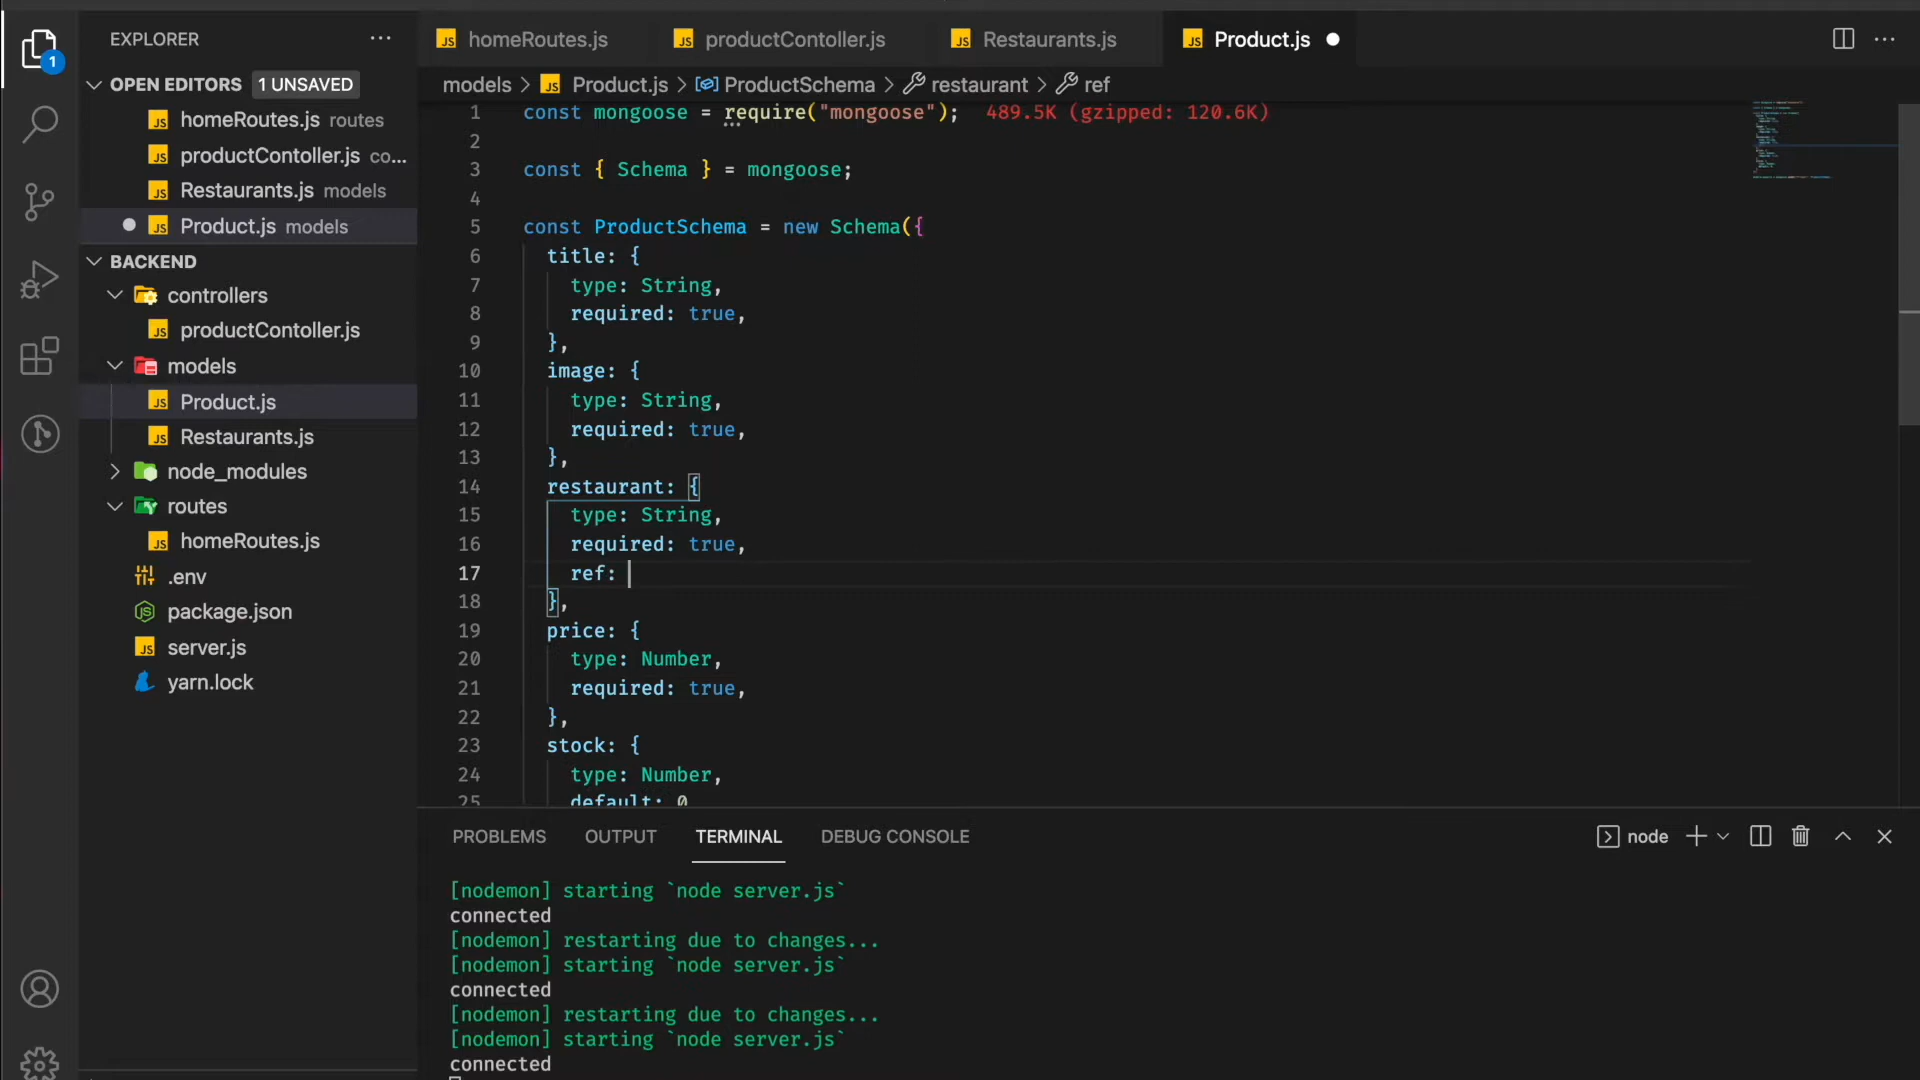 EXPLORER
OPEN EDITORS 1 UNSAVED
homeRoutes.js routes
productContoller.js co...
Restaurants.js models
Product.js models
BACKEND
controllers
productContoller.js
models
Product.js
Restaurants.js
node_modules
routes
homeRoutes.js
.env
package.json
server.js
yarn.lock
1
homeRoutes.js productContoller.js Restaurants.js Product.js
models > Product.js > ProductSchema > restaurant > ref
1 const mongoose = require("mongoose"); 489.5K (gzipped: 120.6K)
2
3 const { Schema } = mongoose;
4
5 const ProductSchema = new Schema({
6 title: {
7 type: String,
8 required: true,
9 },
10 image: {
11 type: String,
12 required: true,
13 },
14 restaurant: {
15 type: String,
16 required: true,
17 ref:
18 },
19 price: {
20 type: Number,
21 required: true,
22 },
23 stock: {
24 type: Number,
25 default: 0
PROBLEMS OUTPUT TERMINAL DEBUG CONSOLE node
[nodemon] starting `node server.js`
connected
[nodemon] restarting due to changes...
[nodemon] starting `node server.js`
connected
[nodemon] restarting due to changes...
[nodemon] starting `node server.js`
connected